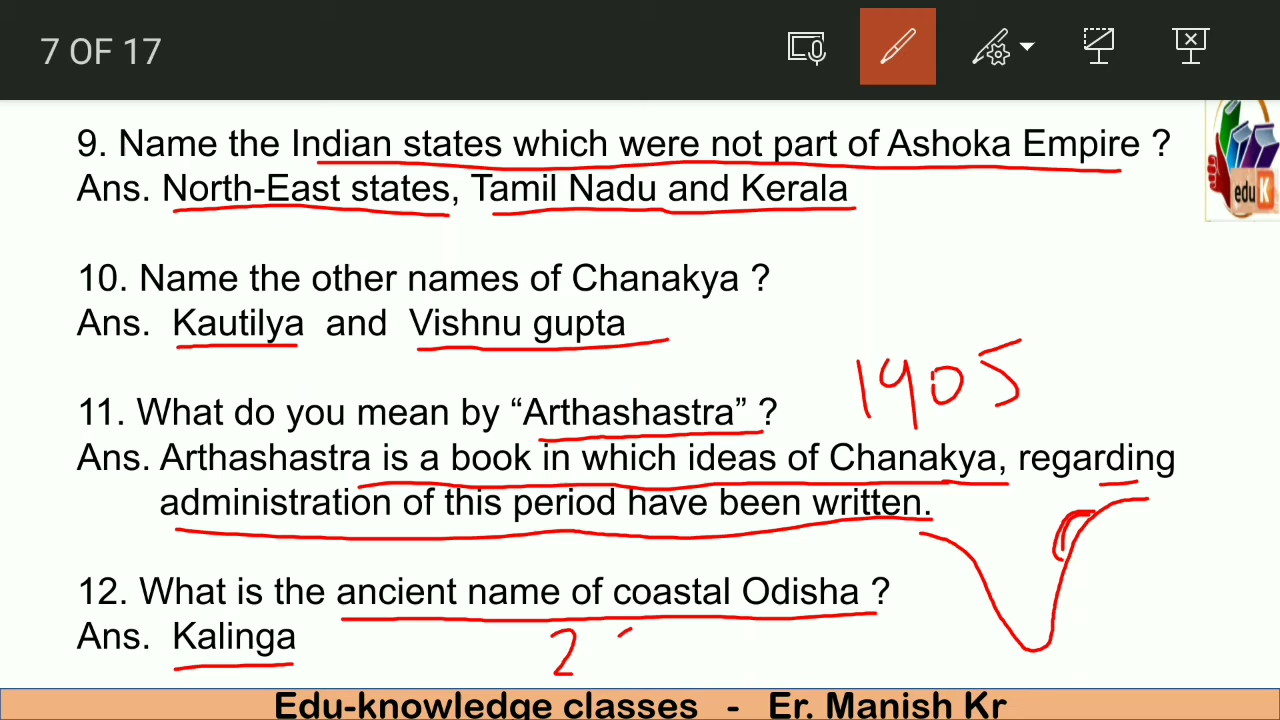 7 OF 17
9. Name the Indian states which were not part of Ashoka Empire ?
Ans. North-East states, Tamil Nadu and Kerala
edu K
10. Name the other names of Chanakya ?
Ans. Kautilya and Vishnu gupta
1905
11. What do you mean by “Arthashastra” ?
Ans. Arthashastra is a book in which ideas of Chanakya, regarding
administration of this period have been written.
12. What is the ancient name of coastal Odisha ?
Ans. Kalinga
2
Edu-knowledge classes - Er. Manish Kr